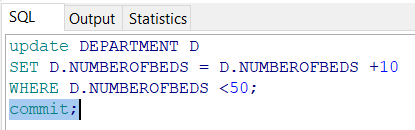 SQL Output Statistics
update DEPARTMENT D
SET D.NUMBEROFBEDS = D.NUMBEROFBEDS +10
WHERE D.NUMBEROFBEDS <50;
commit;